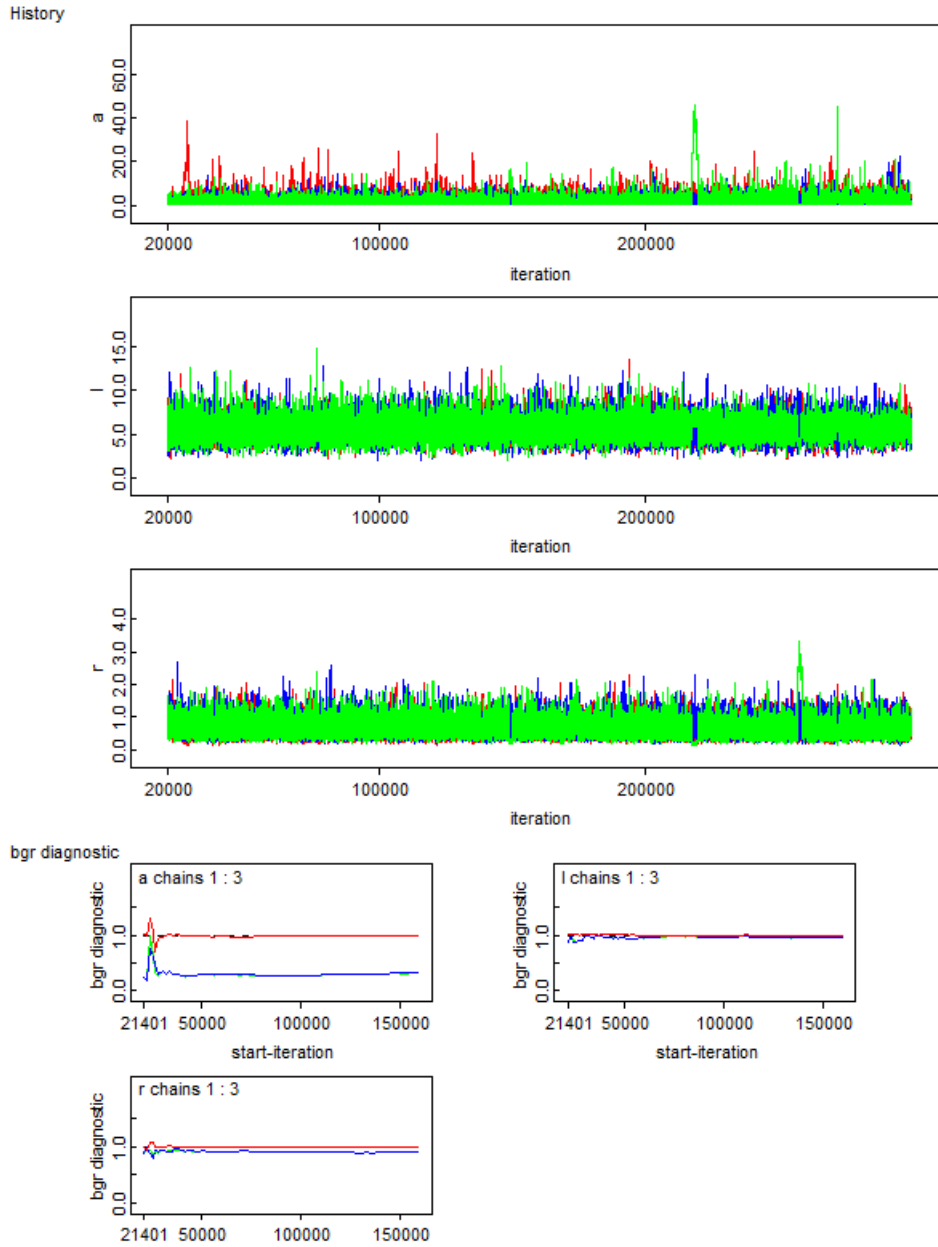 History
a
60.0
40.0
20.0
0.0
20000 100000 200000
iteration
l
15.0
10.0
5.0
0.0
20000 100000 200000
iteration
r
4.0
3.0
2.0
1.0
0.0
20000 100000 200000
iteration
bgr diagnostic
a chains 1 : 3
bgr diagnostic
1.0
0.0
21401 50000 100000 150000
start-iteration
l chains 1 : 3
bgr diagnostic
1.0
0.0
21401 50000 100000 150000
start-iteration
r chains 1 : 3
bgr diagnostic
1.0
0.0
21401 50000 100000 150000